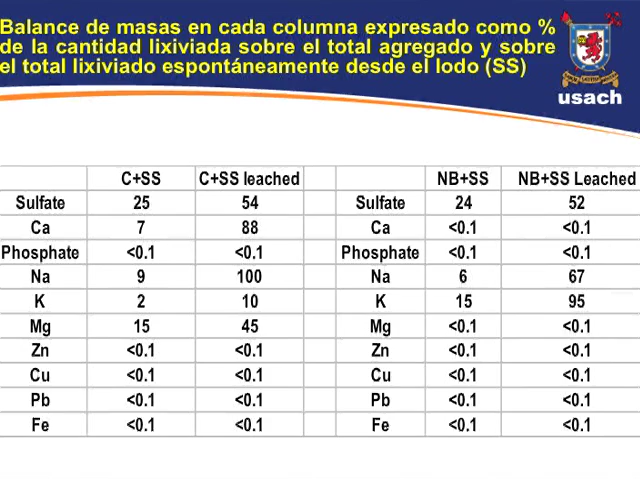 Balance de masas en cada columna expresado como %
de la cantidad lixiviada sobre el total agregado y sobre
el total lixiviado espontáneamente desde el lodo (SS)
usach
C+SS C+SS leached NB+SS NB+SS Leached
Sulfate 25 54 Sulfate 24 52
Ca 7 88 Ca <0.1 <0.1
Phosphate <0.1 <0.1 Phosphate <0.1 <0.1
Na 9 100 Na 6 67
K 2 10 K 15 95
Mg 15 45 Mg <0.1 <0.1
Zn <0.1 <0.1 Zn <0.1 <0.1
Cu <0.1 <0.1 Cu <0.1 <0.1
Pb <0.1 <0.1 Pb <0.1 <0.1
Fe <0.1 <0.1 Fe <0.1 <0.1